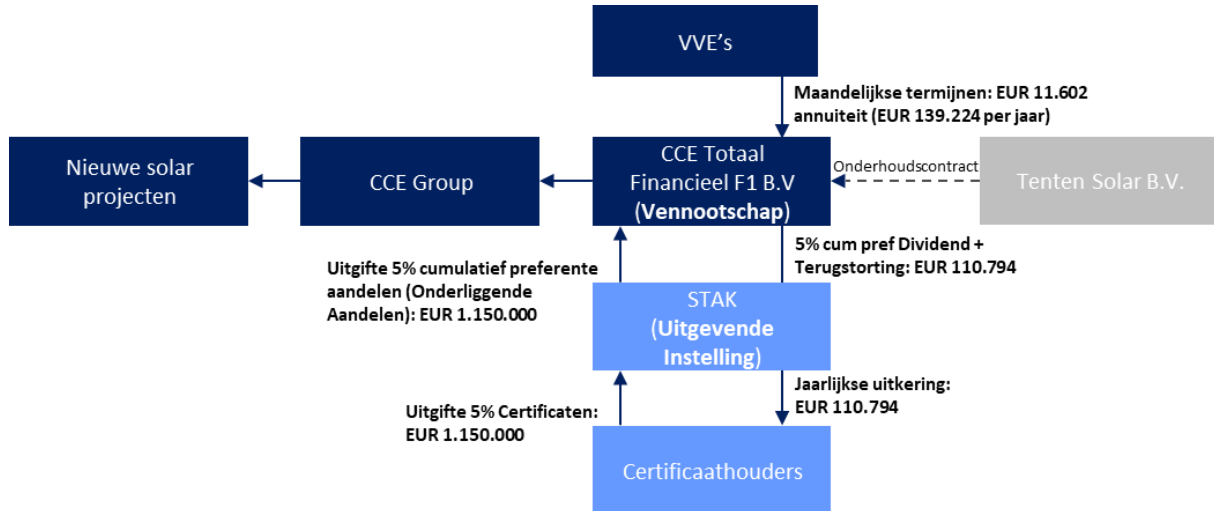 VVE’s
Maandelijkse termijnen: EUR 11.602
annuiteit (EUR 139.224 per jaar)
Nieuwe solar
projecten
CCE Group
CCE Totaal
Financieel F1 B.V
(Vennootschap)
Onderhoudscontract
Tenten Solar B.V.
Uitgifte 5% cumulatief preferente
aandelen (Onderliggende
Aandelen): EUR 1.150.000
5% cum pref Dividend +
Terugstorting: EUR 110.794
STAK
(Uitgevende
Instelling)
Uitgifte 5% Certificaten:
EUR 1.150.000
Jaarlijkse uitkering:
EUR 110.794
Certificaathouders